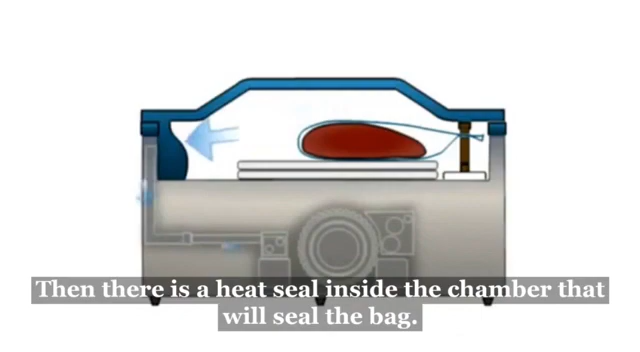 Then there is a heat seal inside the chamber that
will seal the bag.